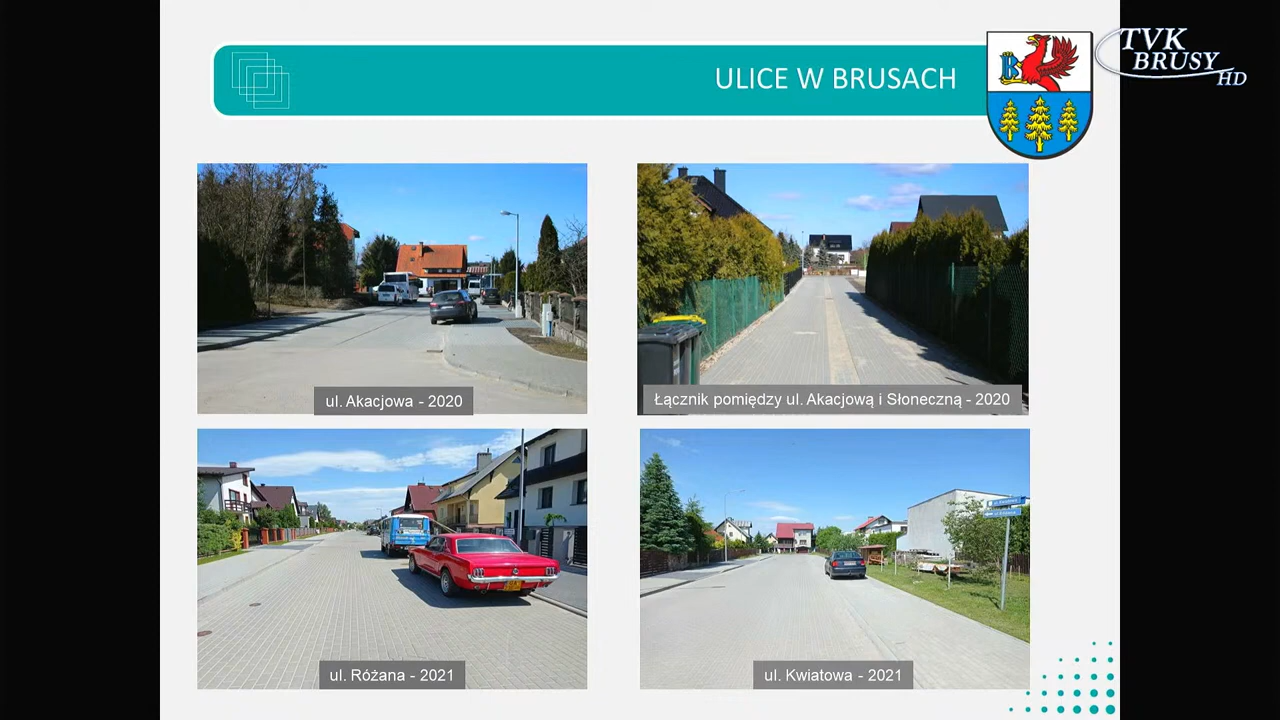 ULICE W BRUSACH
TVK
BRUSY
HD
B
ul. Akacjowa - 2020
Łącznik pomiędzy ul. Akacjową i Słoneczną - 2020
ul. Różana - 2021
ul. Kwiatowa - 2021